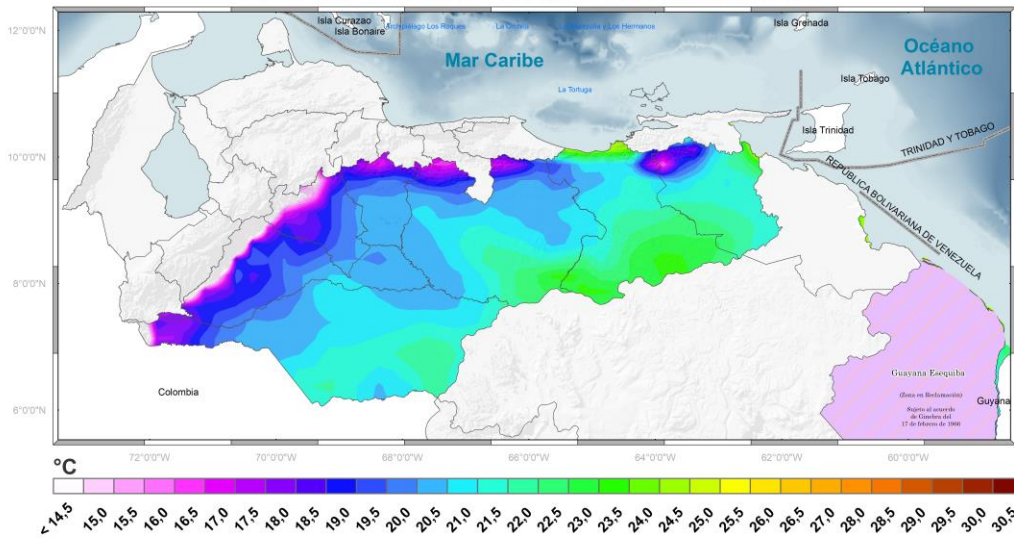 Isla Curazao
Isla Bonaire
Archipiélago Los Roques
La Orchila
y Los Hermanos
Isla Grenada
Mar Caribe
Océano
Atlántico
La Tortuga
Isla Tobago
Isla Trinidad
TRINIDAD Y TOBAGO
REPÚBLICA BOLIVARIANA DE VENEZUELA
12°0'0"N
10°0'0"N
8°0'0"N
6°0'0"N
Colombia
Guayana Esequiba
(Zona en Reclamación)
Sujeto al acuerdo
de Ginebra del
17 de febrero de 1966
Guyana
72°0'0"W
70°0'0"W
68°0'0"W
66°0'0"W
64°0'0"W
62°0'0"W
60°0'0"W
°C
< 14,5
15,0
15,5
16,0
16,5
17,0
17,5
18,0
18,5
19,0
19,5
20,0
20,5
21,0
21,5
22,0
22,5
23,0
23,5
24,0
24,5
25,0
25,5
26,0
26,5
27,0
27,5
28,0
28,5
29,0
29,5
30,0
30,5